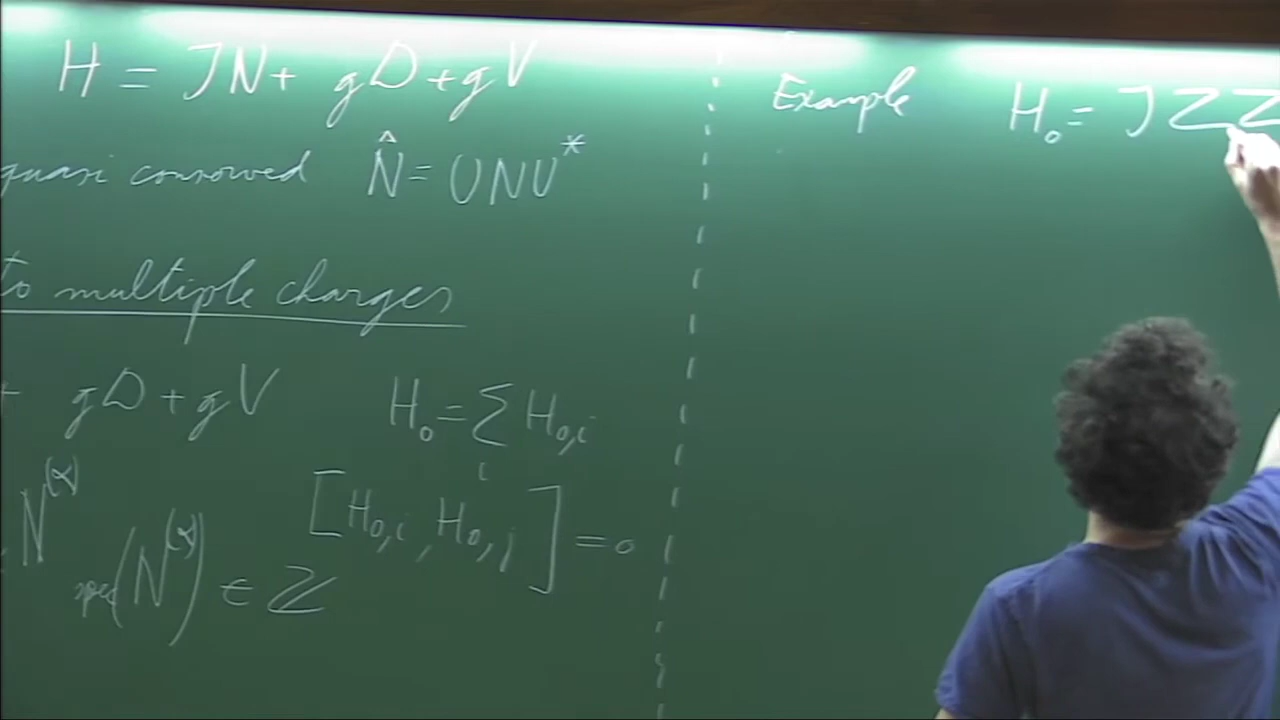 H = JN + gD + gV
quasi conserved N̂ = UNU*
to multiple charges
+ gD + gV H₀ = ∑ᵢ H₀,ᵢ
N⁽ᵅ⁾ [H₀,ᵢ, H₀,ⱼ] = 0
spec(N⁽ᵅ⁾) ∈ ℤ
Example H₀ = J Z Z